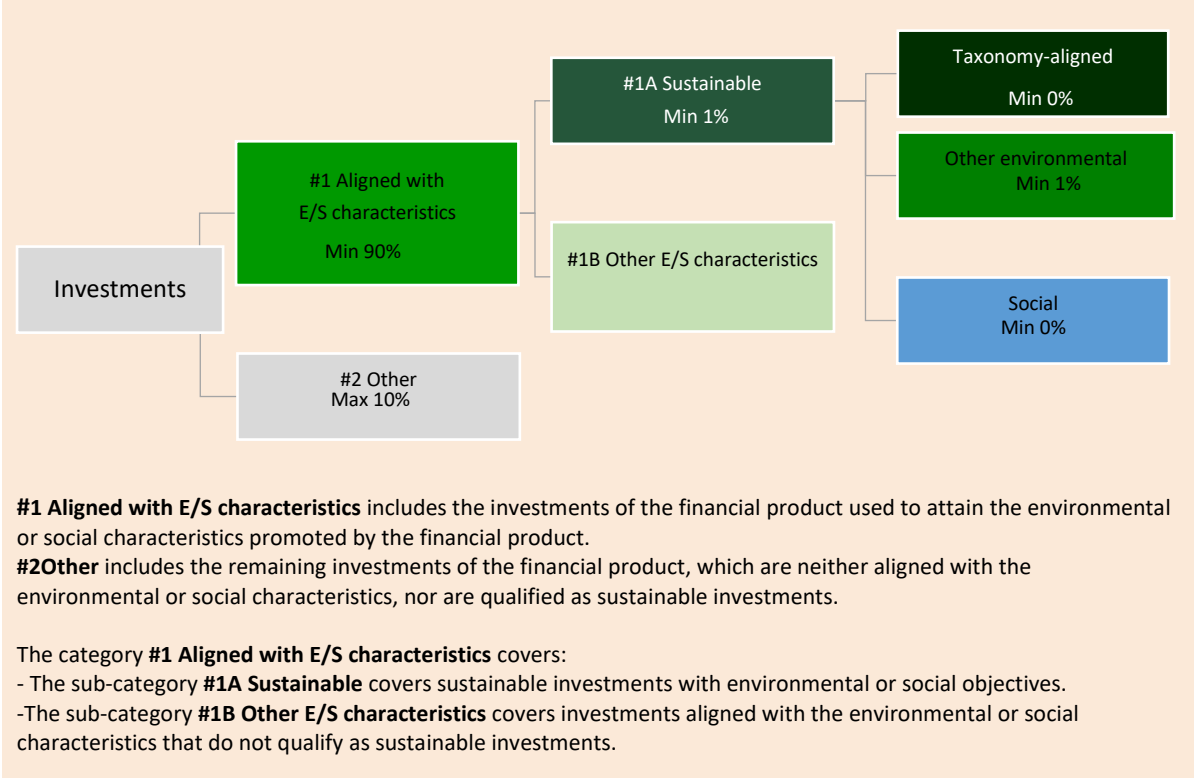 Investments
#1 Aligned with
E/S characteristics
Min 90%
#2 Other
Max 10%
#1A Sustainable
Min 1%
#1B Other E/S characteristics
Taxonomy-aligned
Min 0%
Other environmental
Min 1%
Social
Min 0%
#1 Aligned with E/S characteristics includes the investments of the financial product used to attain the environmental
or social characteristics promoted by the financial product.
#2Other includes the remaining investments of the financial product, which are neither aligned with the
environmental or social characteristics, nor are qualified as sustainable investments.
The category #1 Aligned with E/S characteristics covers:
- The sub-category #1A Sustainable covers sustainable investments with environmental or social objectives.
-The sub-category #1B Other E/S characteristics covers investments aligned with the environmental or social
characteristics that do not qualify as sustainable investments.